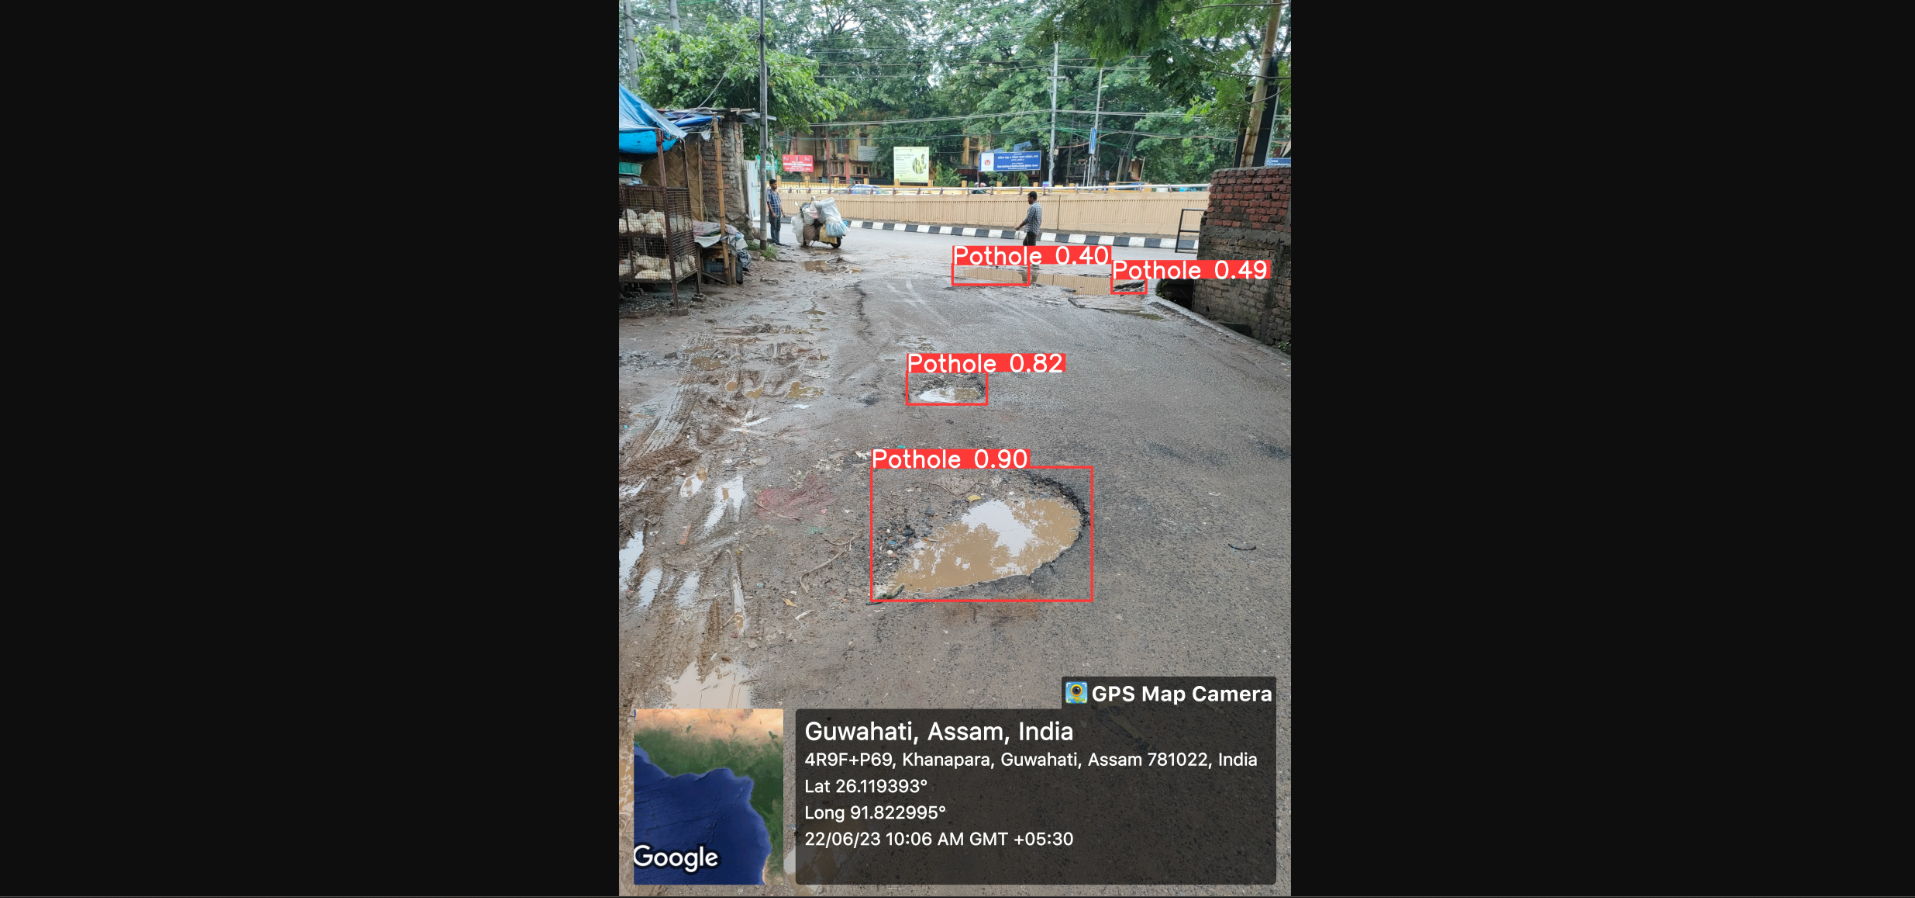 Pothole 0.40
Pothole 0.49
Pothole 0.82
Pothole 0.90
GPS Map Camera
Guwahati, Assam, India
4R9F+P69, Khanapara, Guwahati, Assam 781022, India
Lat 26.119393°
Long 91.822995°
22/06/23 10:06 AM GMT +05:30
Google